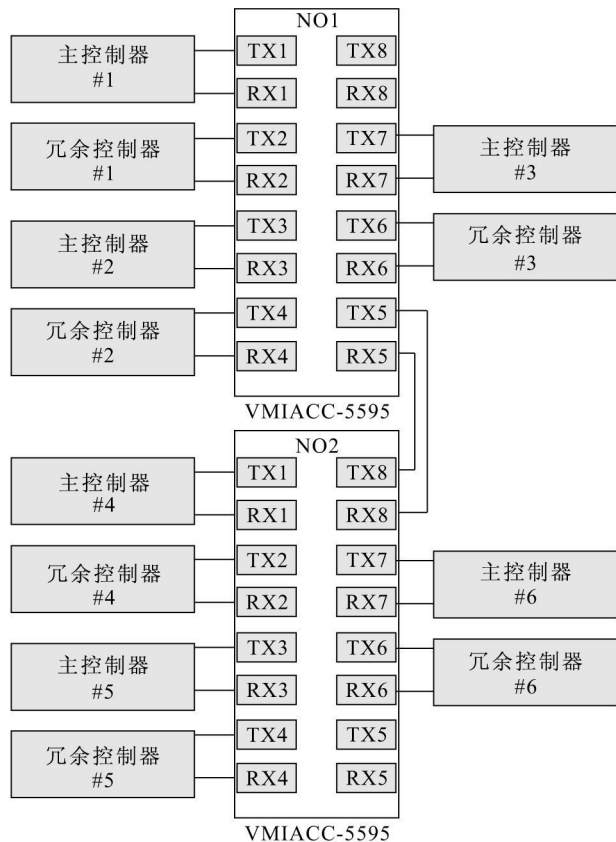 NO1
主控制器
#1
TX1
TX8
RX1
RX8
冗余控制器
#1
TX2
TX7
RX2
RX7
主控制器
#3
主控制器
#2
TX3
TX6
RX3
RX6
冗余控制器
#3
冗余控制器
#2
TX4
TX5
RX4
RX5
VMIACC-5595
NO2
主控制器
#4
TX1
TX8
RX1
RX8
冗余控制器
#4
TX2
TX7
RX2
RX7
主控制器
#6
主控制器
#5
TX3
TX6
RX3
RX6
冗余控制器
#6
冗余控制器
#5
TX4
TX5
RX4
RX5
VMIACC-5595